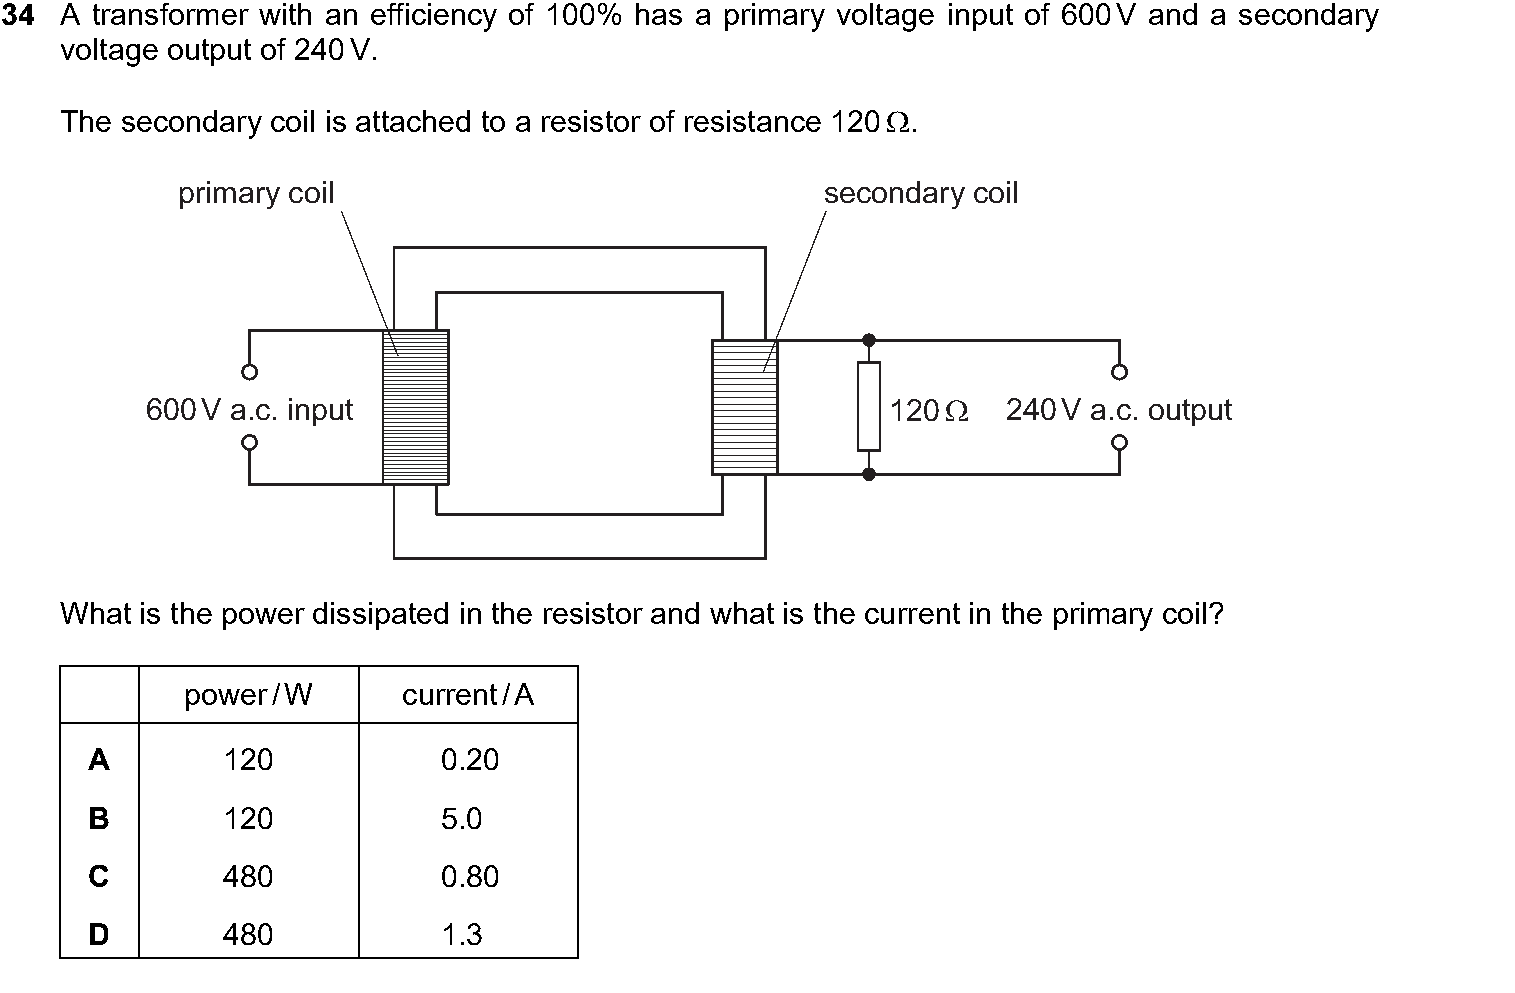 34 A transformer with an efficiency of 100% has a primary voltage input of 600 V and a secondary
voltage output of 240 V.
The secondary coil is attached to a resistor of resistance 120 Ω.
primary coil
secondary coil
600 V a.c. input
120 Ω
240 V a.c. output
What is the power dissipated in the resistor and what is the current in the primary coil?
power / W current / A
A 120 0.20
B 120 5.0
C 480 0.80
D 480 1.3